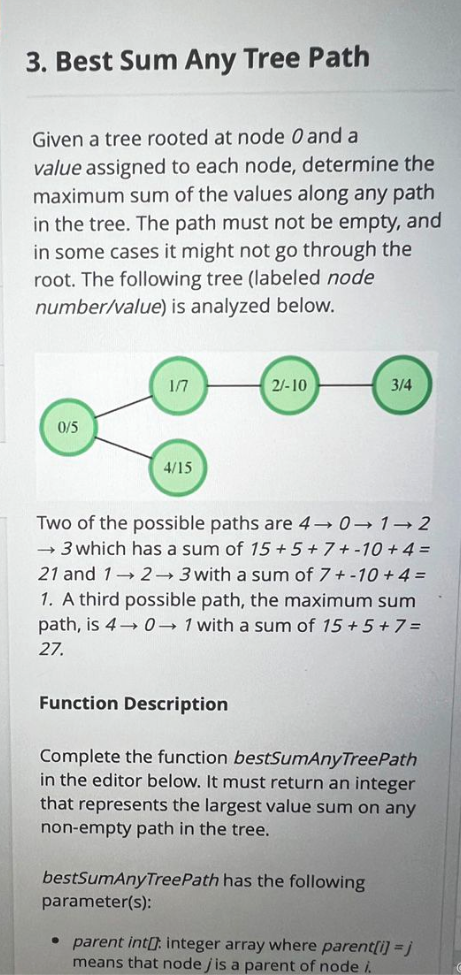 3. Best Sum Any Tree Path
Given a tree rooted at node 0 and a
value assigned to each node, determine the
maximum sum of the values along any path
in the tree. The path must not be empty, and
in some cases it might not go through the
root. The following tree (labeled node
number/value) is analyzed below.
1/7
2/-10
3/4
0/5
4/15
Two of the possible paths are 4 → 0 → 1 → 2
→ 3 which has a sum of 15 + 5 + 7 + -10 + 4 =
21 and 1 → 2 → 3 with a sum of 7 + -10 + 4 =
1. A third possible path, the maximum sum
path, is 4 → 0 → 1 with a sum of 15 + 5 + 7 =
27.
Function Description
Complete the function bestSumAnyTreePath
in the editor below. It must return an integer
that represents the largest value sum on any
non-empty path in the tree.
bestSumAnyTreePath has the following
parameter(s):
• parent int[]: integer array where parent[i] = j
means that node j is a parent of node i.